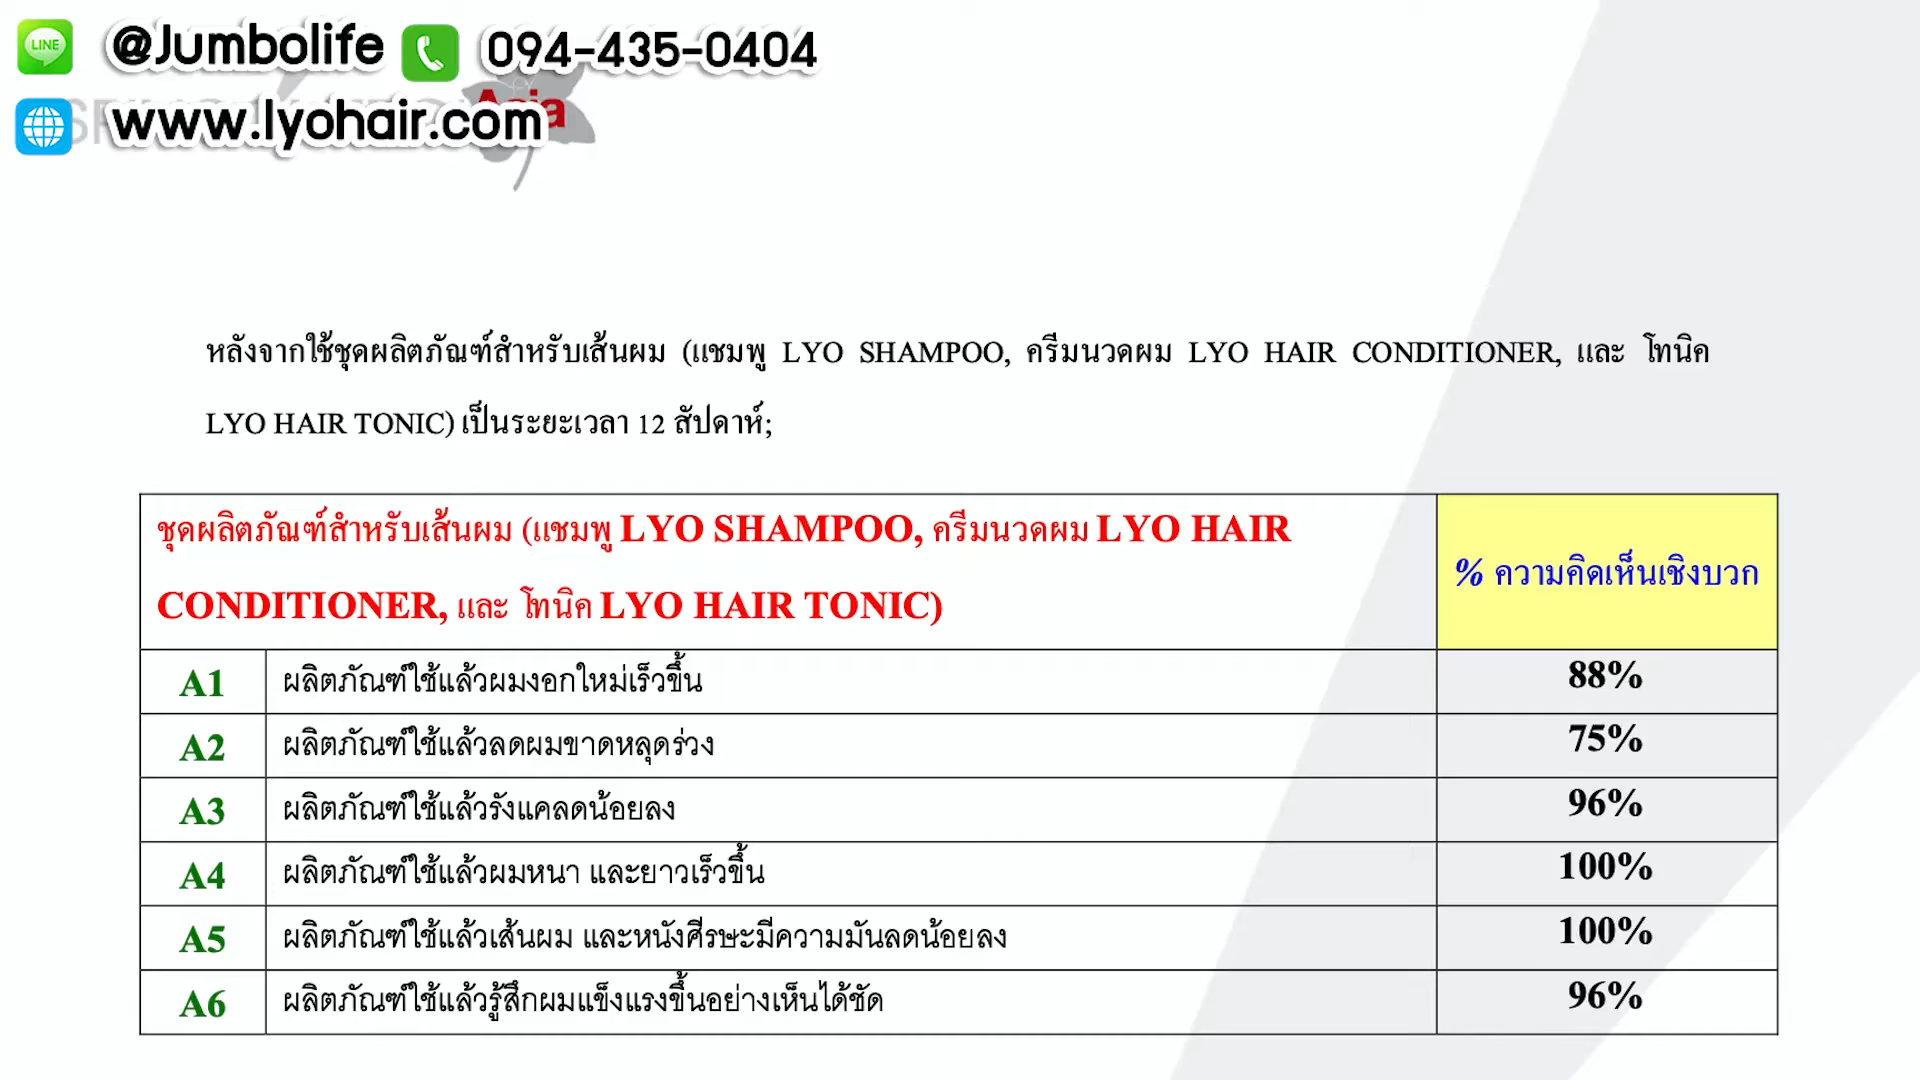 LINE
@Jumbolife
094-435-0404
www.lyohair.com
Asia
หลังจากใช้ชุดผลิตภัณฑ์สำหรับเส้นผม (แชมพู LYO SHAMPOO, ครีมนวดผม LYO HAIR CONDITIONER, และ โทนิค
LYO HAIR TONIC) เป็นระยะเวลา 12 สัปดาห์;
ชุดผลิตภัณฑ์สำหรับเส้นผม (แชมพู LYO SHAMPOO, ครีมนวดผม LYO HAIR
CONDITIONER, และ โทนิค LYO HAIR TONIC)
% ความคิดเห็นเชิงบวก
A1 ผลิตภัณฑ์ใช้แล้วผมงอกใหม่เร็วขึ้น 88%
A2 ผลิตภัณฑ์ใช้แล้วลดผมขาดหลุดร่วง 75%
A3 ผลิตภัณฑ์ใช้แล้วรังแคลดน้อยลง 96%
A4 ผลิตภัณฑ์ใช้แล้วผมหนา และยาวเร็วขึ้น 100%
A5 ผลิตภัณฑ์ใช้แล้วเส้นผม และหนังศีรษะมีความมันลดน้อยลง 100%
A6 ผลิตภัณฑ์ใช้แล้วรู้สึกผมแข็งแรงขึ้นอย่างเห็นได้ชัด 96%